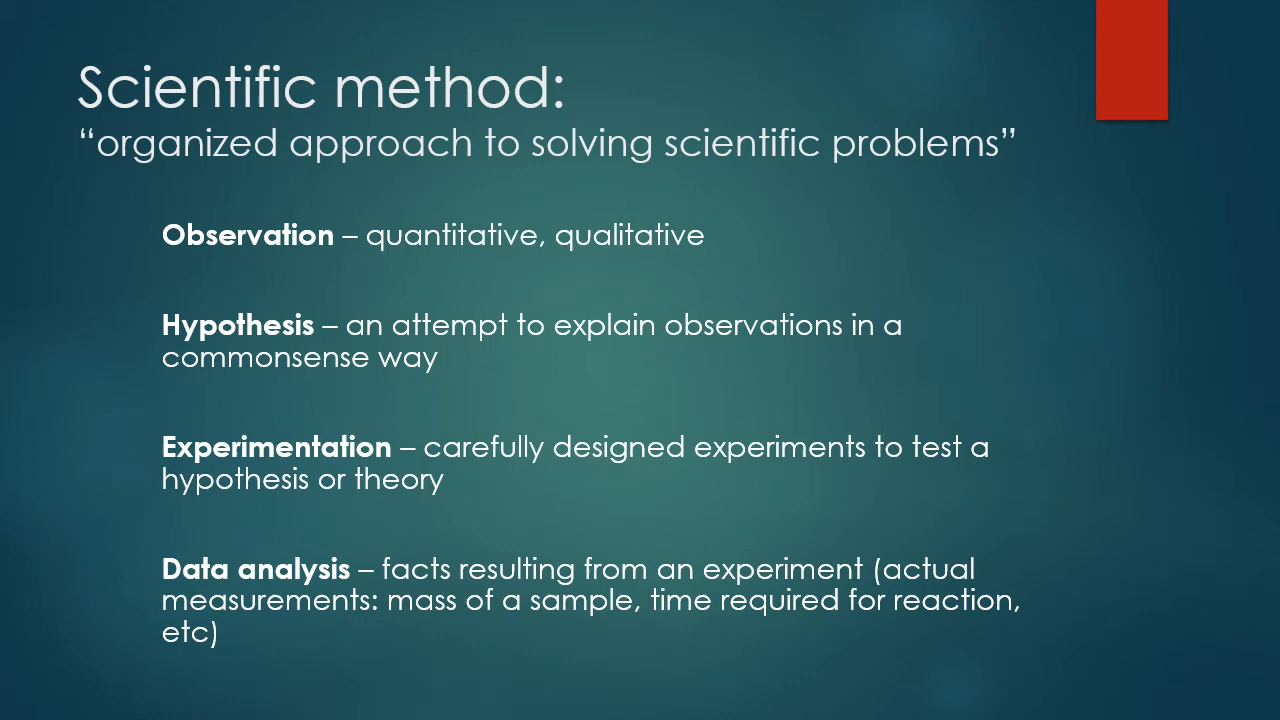 Scientific method:
“organized approach to solving scientific problems”
Observation – quantitative, qualitative
Hypothesis – an attempt to explain observations in a
commonsense way
Experimentation – carefully designed experiments to test a
hypothesis or theory
Data analysis – facts resulting from an experiment (actual
measurements: mass of a sample, time required for reaction,
etc)